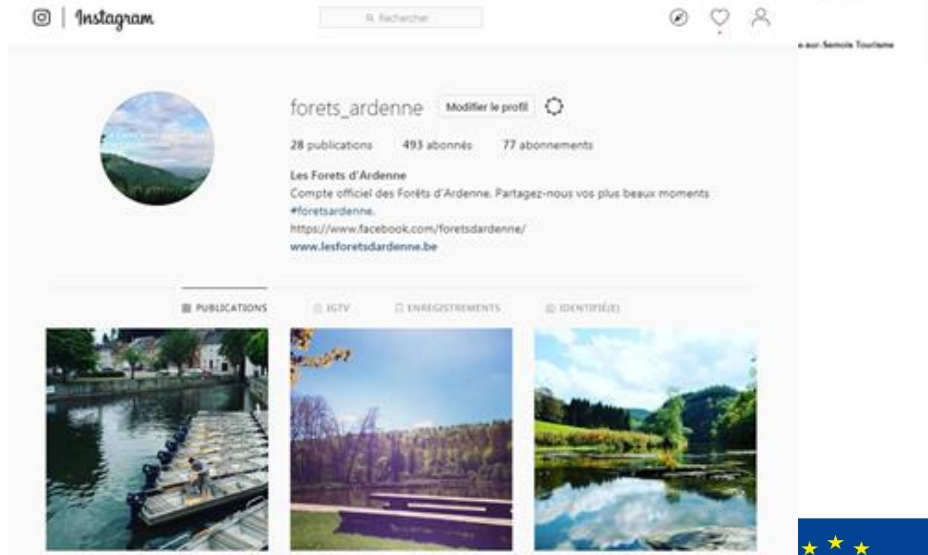 Instagram
Rechercher
e-sur-Semois Tourisme
forets_ardenne Modifier le profil
28 publications 493 abonnés 77 abonnements
Les Forets d'Ardenne
Compte officiel des Forêts d'Ardenne. Partagez-nous vos plus beaux moments
#foretsardenne.
https://www.facebook.com/foretsdardenne/
www.lesforetsdardenne.be
PUBLICATIONS IGTV ENREGISTREMENTS IDENTIFIÉ(E)